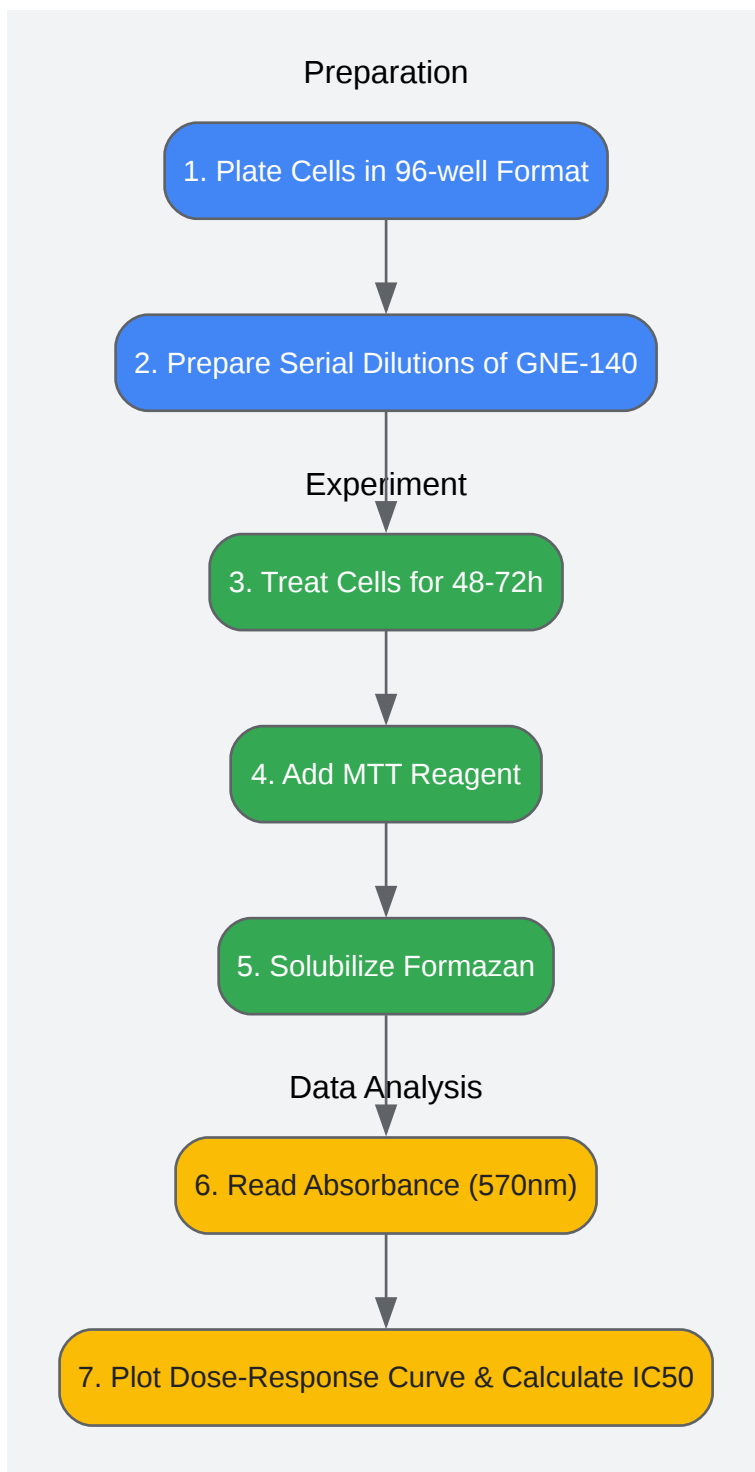 Preparation
1. Plate Cells in 96-well Format
2. Prepare Serial Dilutions of GNE-140
Experiment
3. Treat Cells for 48-72h
4. Add MTT Reagent
5. Solubilize Formazan
Data Analysis
6. Read Absorbance (570nm)
7. Plot Dose-Response Curve & Calculate IC50